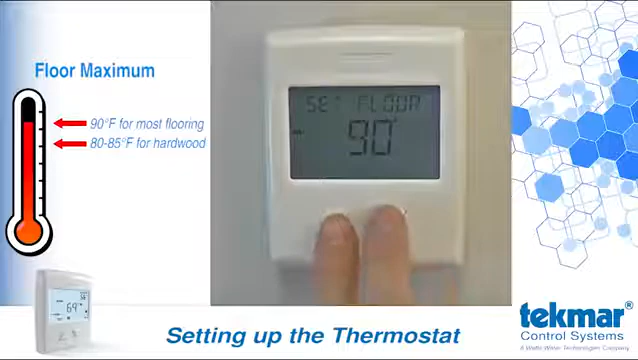 Floor Maximum
90°F for most flooring
80-85°F for hardwood
SET FLOOR
90°
69
Setting up the Thermostat
tekmar®
Control Systems
A Watts Water Technologies Company